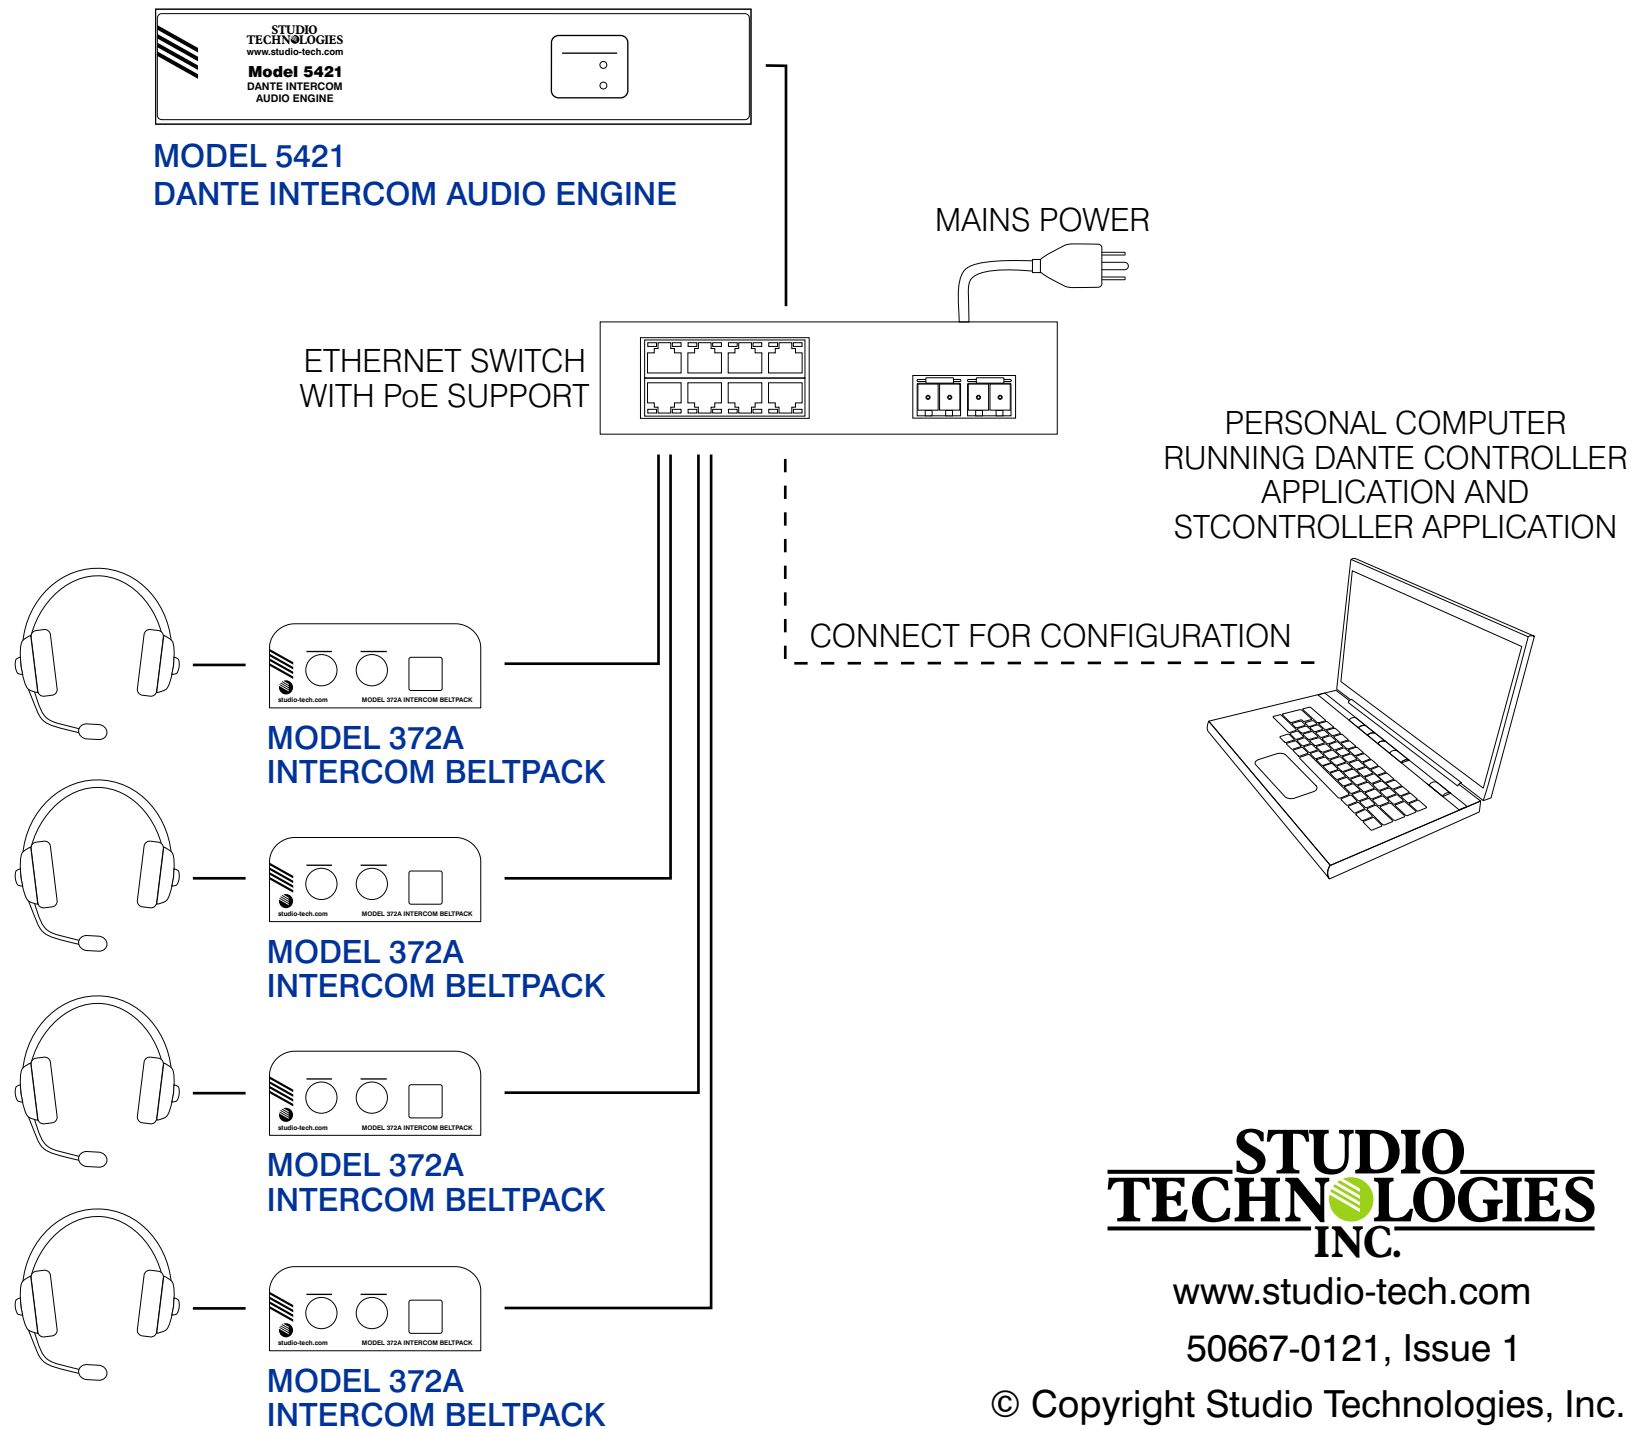 STUDIO
TECHNOLOGIES
www.studio-tech.com
Model 5421
DANTE INTERCOM
AUDIO ENGINE
MODEL 5421
DANTE INTERCOM AUDIO ENGINE
MAINS POWER
ETHERNET SWITCH
WITH PoE SUPPORT
PERSONAL COMPUTER
RUNNING DANTE CONTROLLER
APPLICATION AND
STCONTROLLER APPLICATION
CONNECT FOR CONFIGURATION
studio-tech.com MODEL 372A INTERCOM BELTPACK
MODEL 372A
INTERCOM BELTPACK
studio-tech.com MODEL 372A INTERCOM BELTPACK
MODEL 372A
INTERCOM BELTPACK
studio-tech.com MODEL 372A INTERCOM BELTPACK
MODEL 372A
INTERCOM BELTPACK
studio-tech.com MODEL 372A INTERCOM BELTPACK
MODEL 372A
INTERCOM BELTPACK
STUDIO
TECHNOLOGIES
INC.
www.studio-tech.com
50667-0121, Issue 1
© Copyright Studio Technologies, Inc.